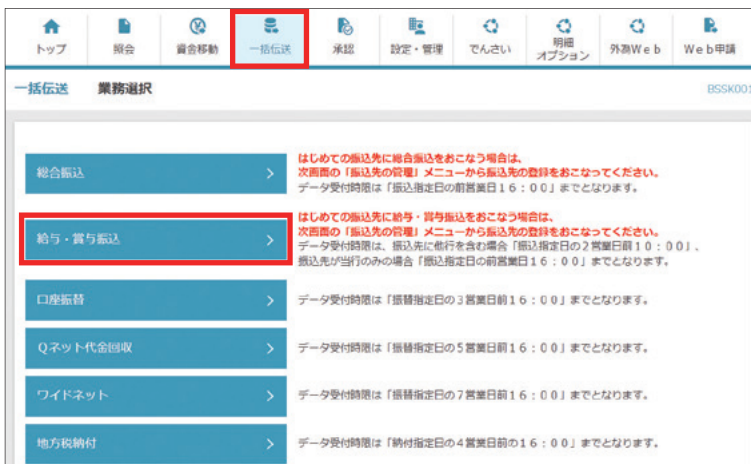 トップ
照会
資金移動
一括伝送
承認
設定・管理
でんさい
明細
オプション
外為Web
Web申請
一括伝送 業務選択 BSSK001
総合振込
はじめての振込先に総合振込をおこなう場合は、
次画面の「振込先の管理」メニューから振込先の登録をおこなってください。
データ受付時限は「振込指定日の前営業日16:00」までとなります。
給与・賞与振込
はじめての振込先に給与・賞与振込をおこなう場合は、
次画面の「振込先の管理」メニューから振込先の登録をおこなってください。
データ受付時限は、振込先に他行を含む場合「振込指定日の2営業日前10:00」、
振込先が当行のみの場合「振込指定日の前営業日16:00」までとなります。
口座振替
データ受付時限は「振替指定日の3営業日前16:00」までとなります。
Qネット代金回収
データ受付時限は「振替指定日の5営業日前16:00」までとなります。
ワイドネット
データ受付時限は「振替指定日の7営業日前16:00」までとなります。
地方税納付
データ受付時限は「納付指定日の4営業日前の16:00」までとなります。